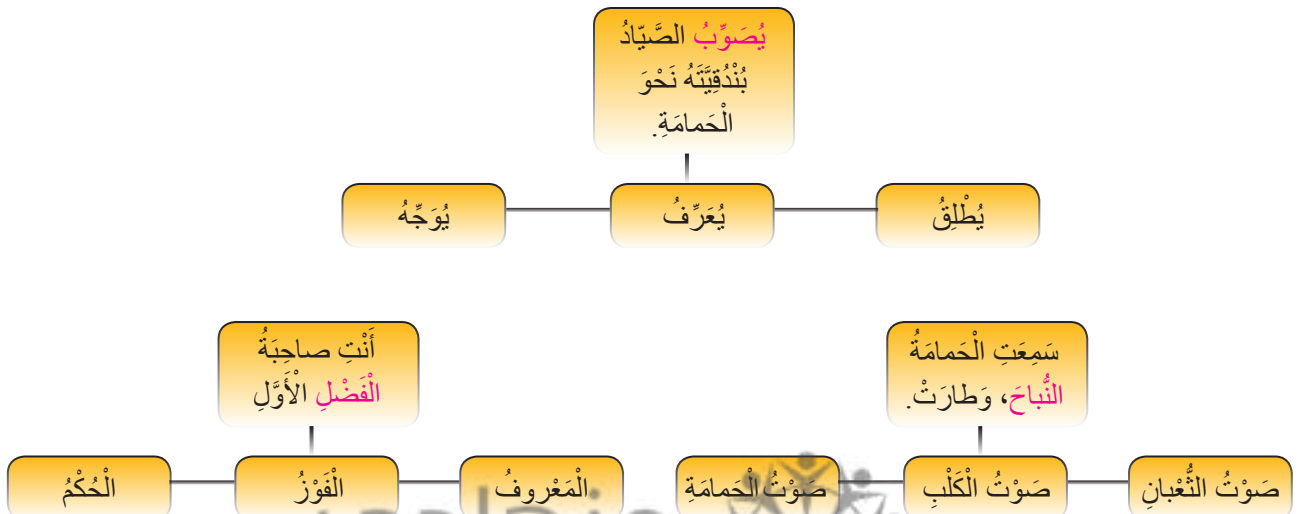 يُصَوِّبُ الصَّيّادُ
بُنْدُقِيَّتَهُ نَحْوَ
الْحَمامَةِ.
يُطْلِقُ
يُعَرِّفُ
يُوَجِّهُ
سَمِعَتِ الْحَمامَةُ
النُّباحَ، وَطارَتْ.
صَوْتُ الثُّعْبانِ
صَوْتُ الْكَلْبِ
صَوْتُ الْحَمامَةِ
أَنْتِ صاحِبَةُ
الْفَضْلِ الْأَوَّلِ
الْمَعْروفُ
الْفَوْزُ
الْحُكْمُ